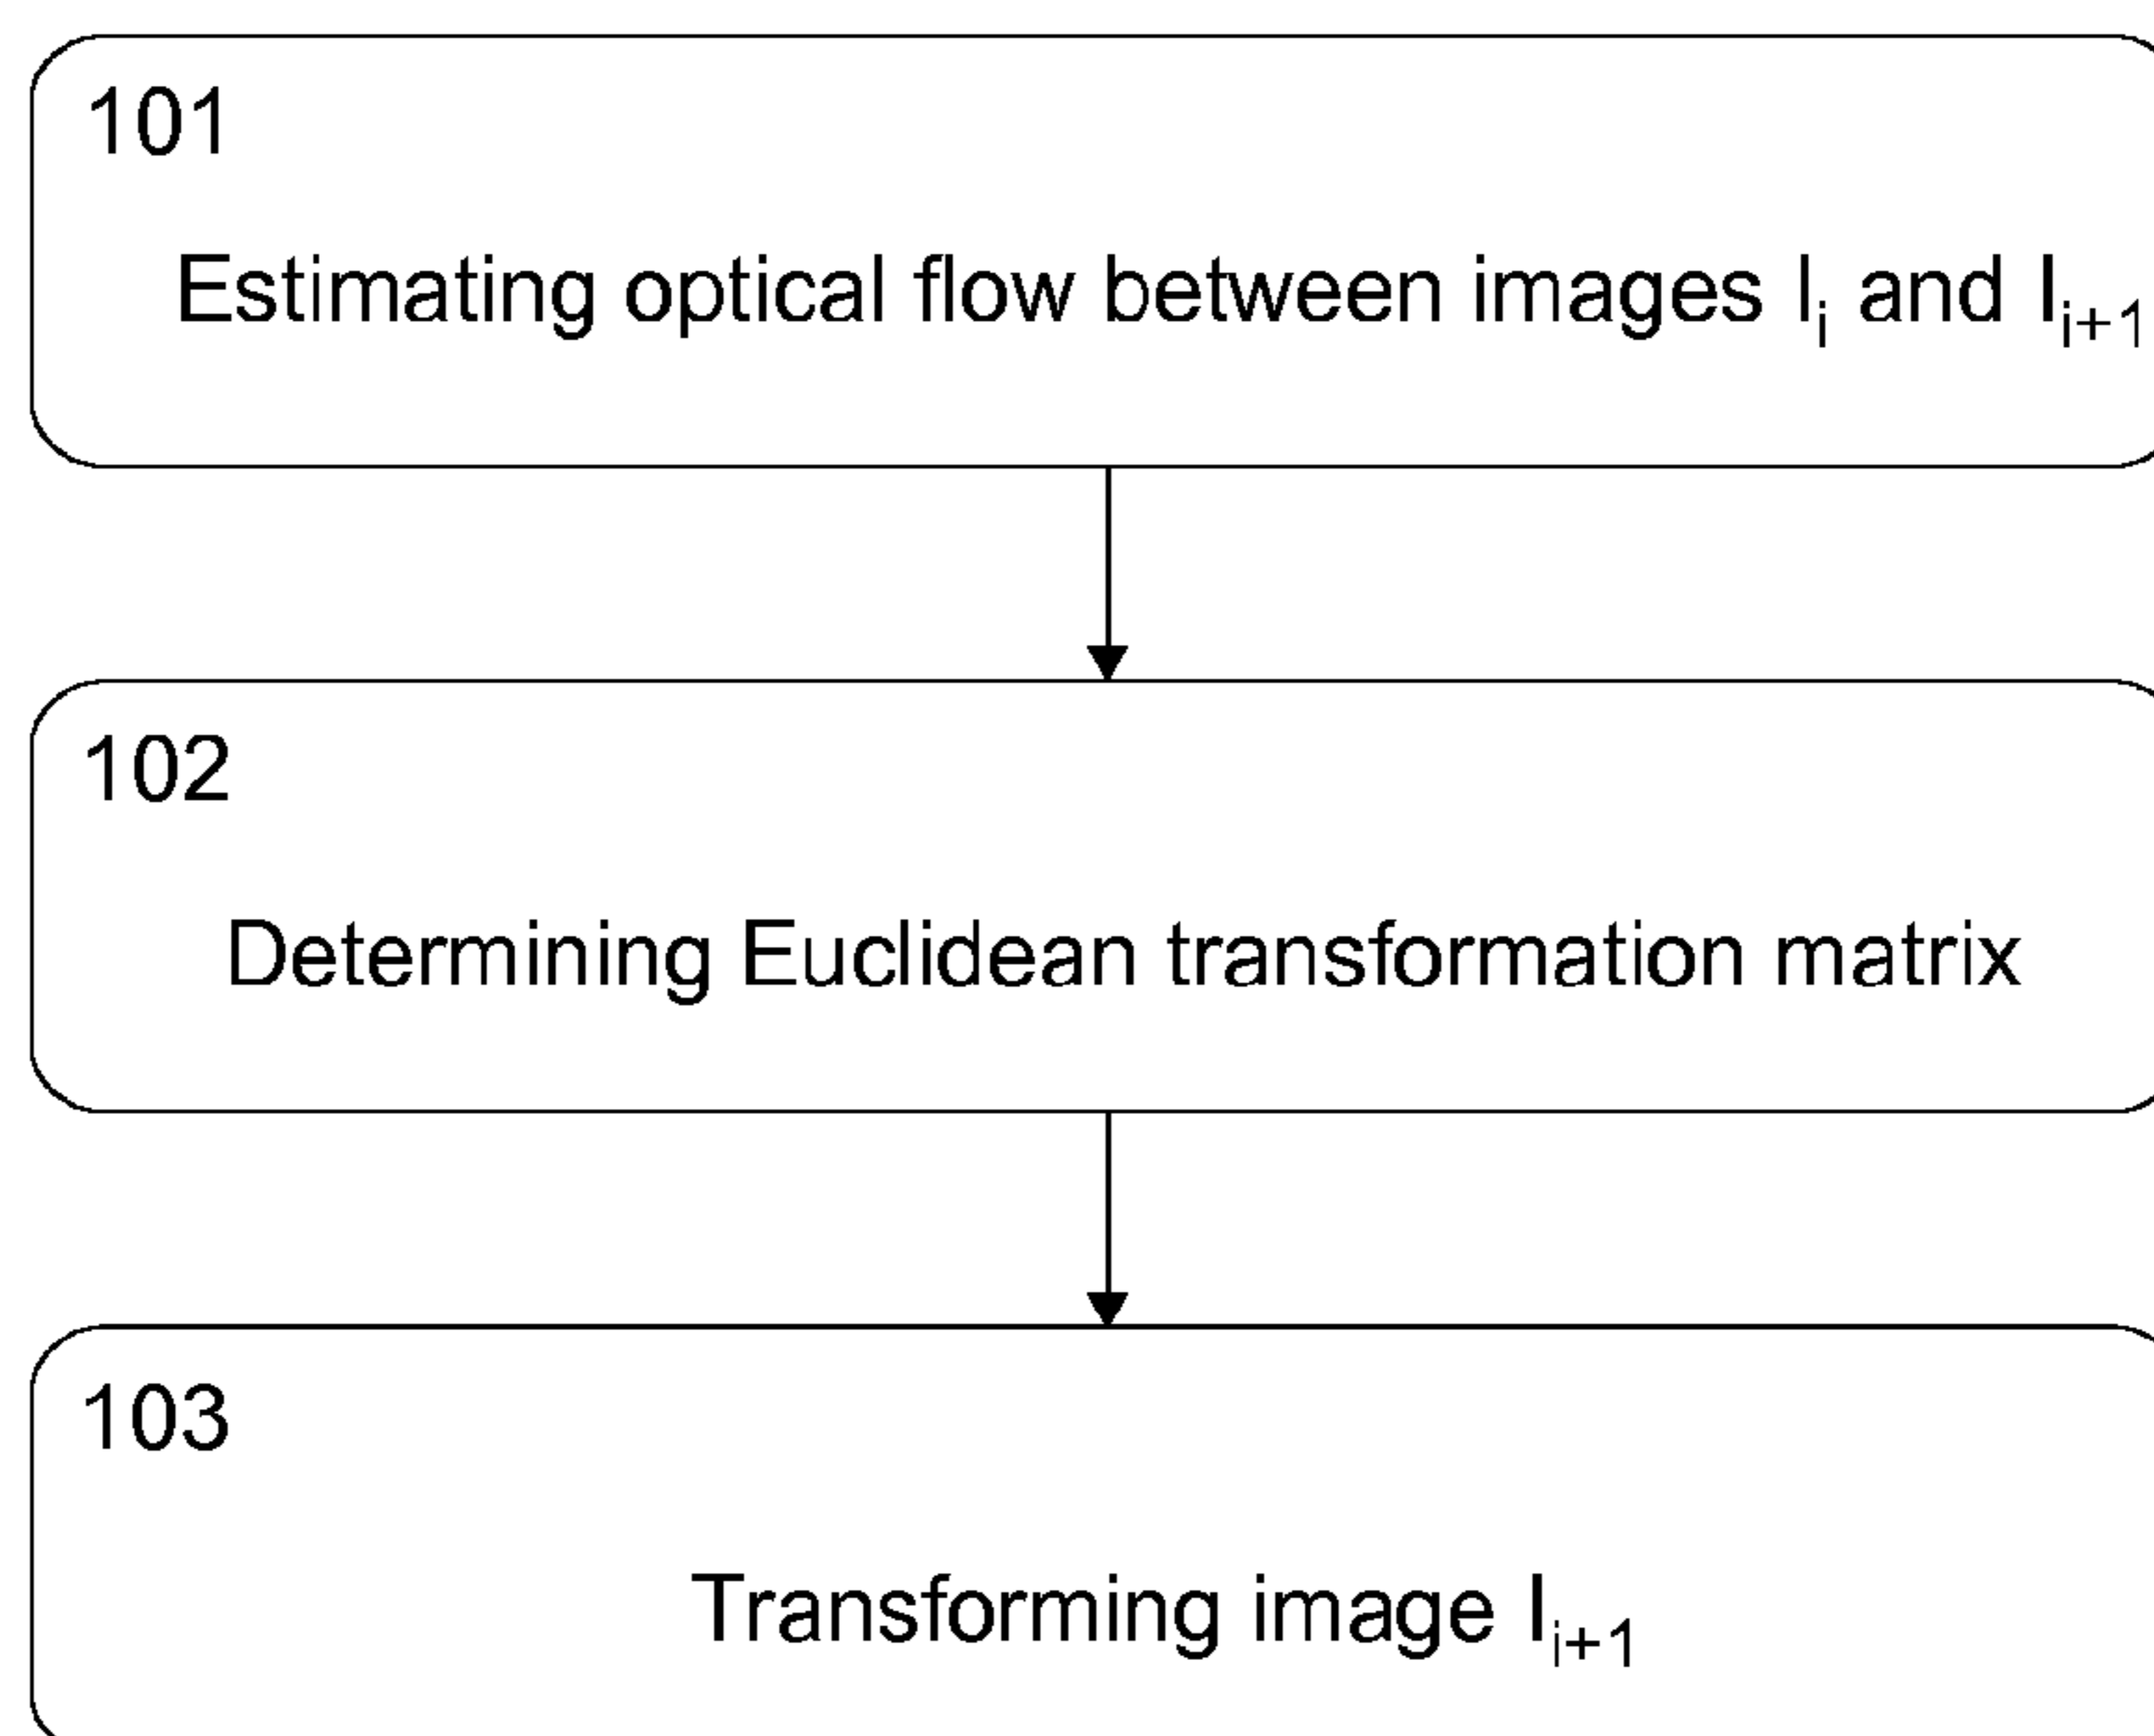 101
Estimating optical flow between images Iᵢ and Iᵢ₊₁
102
Determining Euclidean transformation matrix
103
Transforming image Iᵢ₊₁